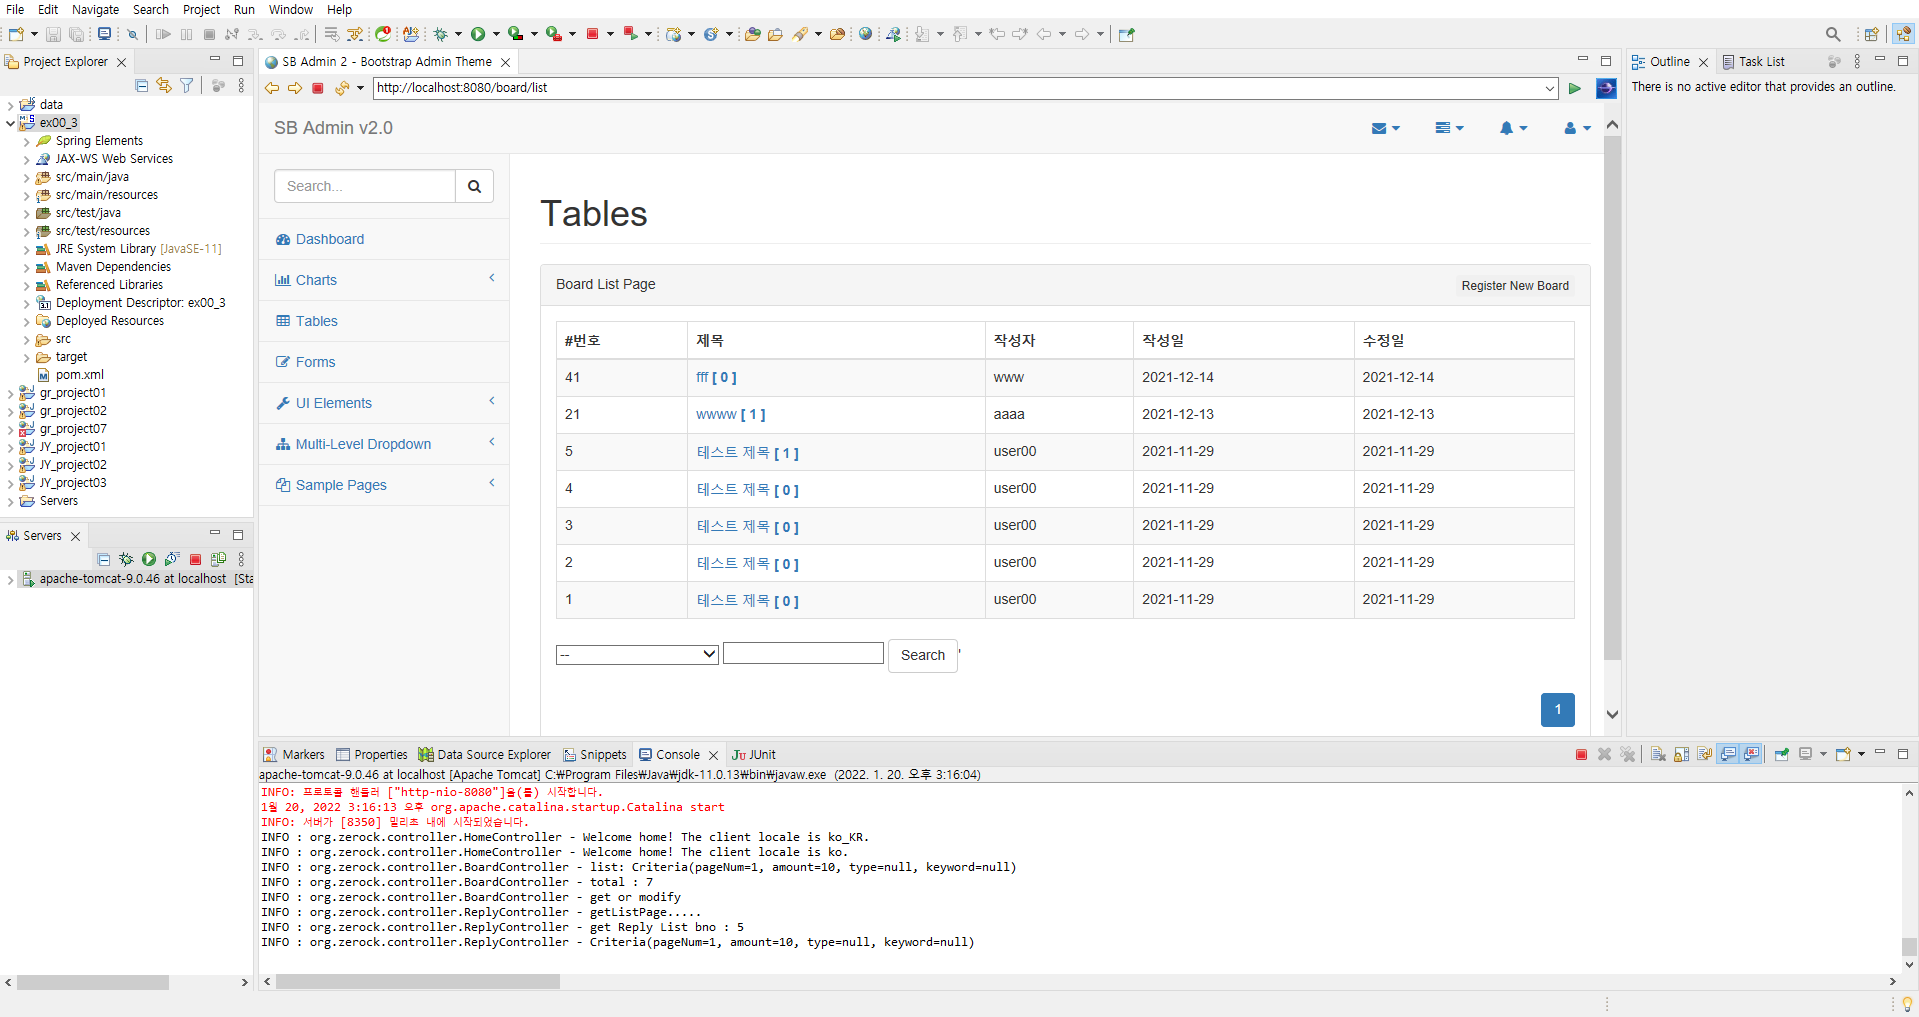 File Edit Navigate Search Project Run Window Help
Project Explorer
data
ex00_3
Spring Elements
JAX-WS Web Services
src/main/java
src/main/resources
src/test/java
src/test/resources
JRE System Library [JavaSE-11]
Maven Dependencies
Referenced Libraries
Deployment Descriptor: ex00_3
Deployed Resources
src
target
pom.xml
gr_project01
gr_project02
gr_project07
JY_project01
JY_project02
JY_project03
Servers
Servers
apache-tomcat-9.0.46 at localhost [Sta
SB Admin 2 - Bootstrap Admin Theme
http://localhost:8080/board/list
SB Admin v2.0
Search...
Dashboard
Charts
Tables
Forms
UI Elements
Multi-Level Dropdown
Sample Pages
Tables
Board List Page Register New Board
#번호 제목 작성자 작성일 수정일
41 fff [ 0 ] www 2021-12-14 2021-12-14
21 wwww [ 1 ] aaaa 2021-12-13 2021-12-13
5 테스트 제목 [ 1 ] user00 2021-11-29 2021-11-29
4 테스트 제목 [ 0 ] user00 2021-11-29 2021-11-29
3 테스트 제목 [ 0 ] user00 2021-11-29 2021-11-29
2 테스트 제목 [ 0 ] user00 2021-11-29 2021-11-29
1 테스트 제목 [ 0 ] user00 2021-11-29 2021-11-29
-- Search '
1
Outline Task List
There is no active editor that provides an outline.
Markers Properties Data Source Explorer Snippets Console JUnit
apache-tomcat-9.0.46 at localhost [Apache Tomcat] C:₩Program Files₩Java₩jdk-11.0.13₩bin₩javaw.exe (2022. 1. 20. 오후 3:16:04)
INFO: 프로토콜 핸들러 ["http-nio-8080"]을(를) 시작합니다.
1월 20, 2022 3:16:13 오후 org.apache.catalina.startup.Catalina start
INFO: 서버가 [8350] 밀리초 내에 시작되었습니다.
INFO : org.zerock.controller.HomeController - Welcome home! The client locale is ko_KR.
INFO : org.zerock.controller.HomeController - Welcome home! The client locale is ko.
INFO : org.zerock.controller.BoardController - list: Criteria(pageNum=1, amount=10, type=null, keyword=null)
INFO : org.zerock.controller.BoardController - total : 7
INFO : org.zerock.controller.BoardController - get or modify
INFO : org.zerock.controller.ReplyController - getListPage.....
INFO : org.zerock.controller.ReplyController - get Reply List bno : 5
INFO : org.zerock.controller.ReplyController - Criteria(pageNum=1, amount=10, type=null, keyword=null)